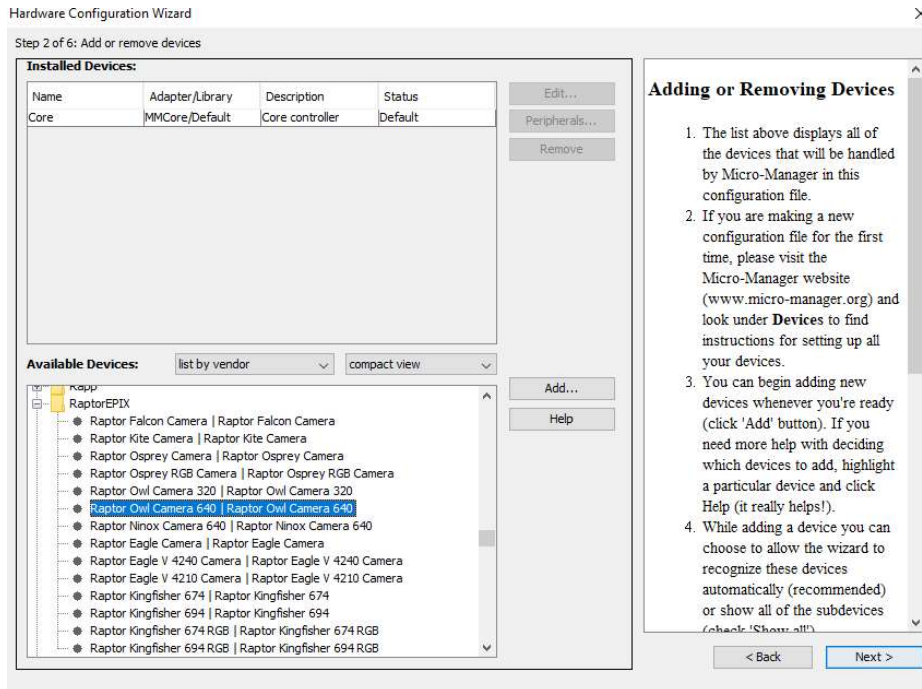 Hardware Configuration Wizard
Step 2 of 6: Add or remove devices
Installed Devices:
Name Adapter/Library Description Status
Core MMCore/Default Core controller Default
Edit...
Peripherals...
Remove
Available Devices: list by vendor compact view
Rapp
RaptorEPIX
Raptor Falcon Camera | Raptor Falcon Camera
Raptor Kite Camera | Raptor Kite Camera
Raptor Osprey Camera | Raptor Osprey Camera
Raptor Osprey RGB Camera | Raptor Osprey RGB Camera
Raptor Owl Camera 320 | Raptor Owl Camera 320
Raptor Owl Camera 640 | Raptor Owl Camera 640
Raptor Ninox Camera 640 | Raptor Ninox Camera 640
Raptor Eagle Camera | Raptor Eagle Camera
Raptor Eagle V 4240 Camera | Raptor Eagle V 4240 Camera
Raptor Eagle V 4210 Camera | Raptor Eagle V 4210 Camera
Raptor Kingfisher 674 | Raptor Kingfisher 674
Raptor Kingfisher 694 | Raptor Kingfisher 694
Raptor Kingfisher 674 RGB | Raptor Kingfisher 674 RGB
Raptor Kingfisher 694 RGB | Raptor Kingfisher 694 RGB
Add...
Help
Adding or Removing Devices
1. The list above displays all of
the devices that will be handled
by Micro-Manager in this
configuration file.
2. If you are making a new
configuration file for the first
time, please visit the
Micro-Manager website
(www.micro-manager.org) and
look under Devices to find
instructions for setting up all
your devices.
3. You can begin adding new
devices whenever you're ready
(click 'Add' button). If you
need more help with deciding
which devices to add, highlight
a particular device and click
Help (it really helps!).
4. While adding a device you can
choose to allow the wizard to
recognize these devices
automatically (recommended)
or show all of the subdevices
(check 'Show all')
< Back
Next >